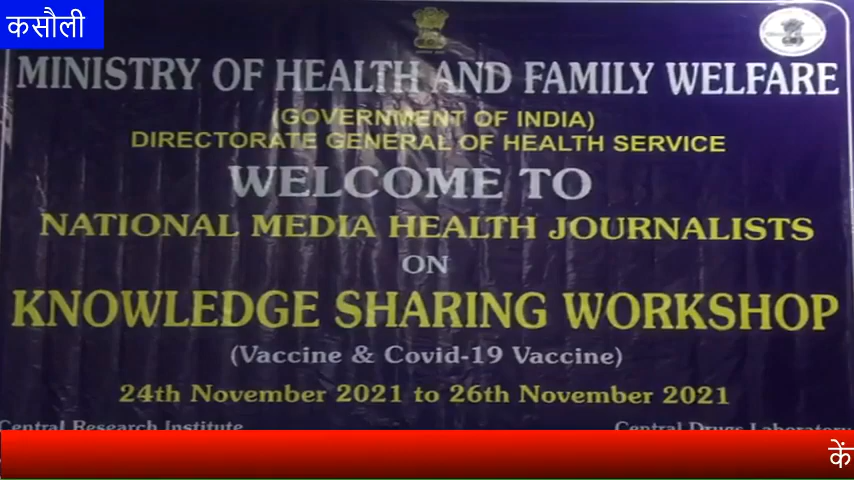 कसौली
MINISTRY OF HEALTH AND FAMILY WELFARE
(GOVERNMENT OF INDIA)
DIRECTORATE GENERAL OF HEALTH SERVICE
WELCOME TO
NATIONAL MEDIA HEALTH JOURNALISTS
ON
KNOWLEDGE SHARING WORKSHOP
(Vaccine & Covid-19 Vaccine)
24th November 2021 to 26th November 2021
Central Research Institute Central Drugs Laboratory
कें